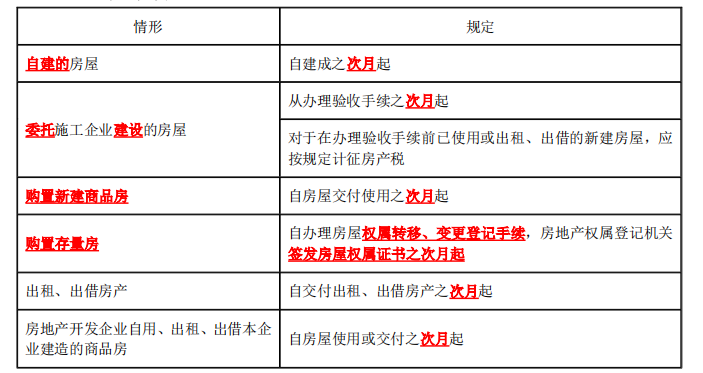 情形
规定
自建的房屋
自建成之次月起
委托施工企业建设的房屋
从办理验收手续之次月起
对于在办理验收手续前已使用或出租、出借的新建房屋，应
按规定计征房产税
购置新建商品房
自房屋交付使用之次月起
购置存量房
自办理房屋权属转移、变更登记手续，房地产权属登记机关
签发房屋权属证书之次月起
出租、出借房产
自交付出租、出借房产之次月起
房地产开发企业自用、出租、出借本企
业建造的商品房
自房屋使用或交付之次月起